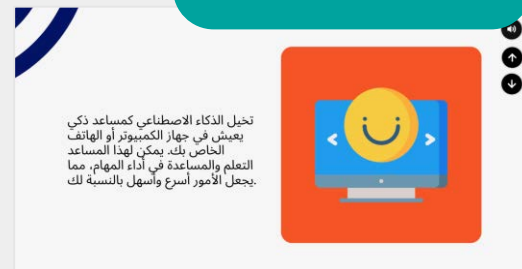 تخيل الذكاء الاصطناعي كمساعد ذكي
يعيش في جهاز الكمبيوتر أو الهاتف
الخاص بك. يمكن لهذا المساعد
التعلم والمساعدة في أداء المهام، مما
يجعل الأمور أسرع وأسهل بالنسبة لك.